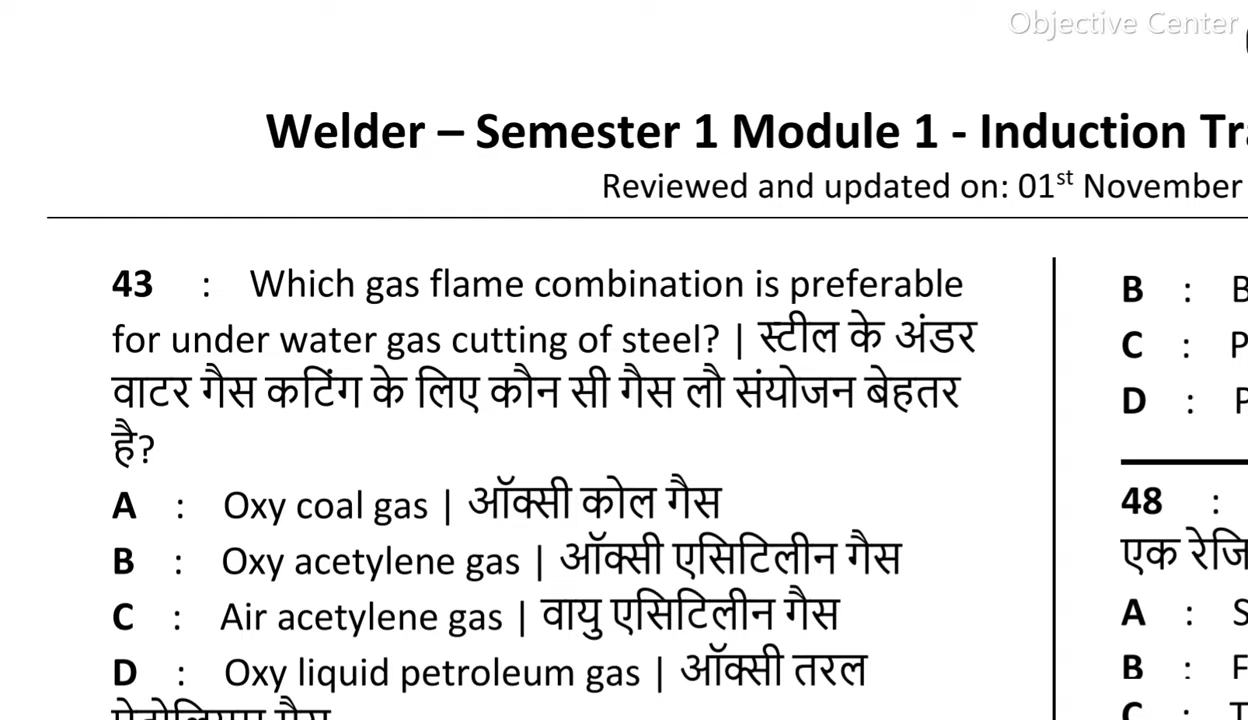 Objective Center
Welder – Semester 1 Module 1 - Induction
Reviewed and updated on: 01st November
43 : Which gas flame combination is preferable
for under water gas cutting of steel? | स्टील के अंडर
वाटर गैस कटिंग के लिए कौन सी गैस लौ संयोजन बेहतर
है?
A : Oxy coal gas | ऑक्सी कोल गैस
B : Oxy acetylene gas | ऑक्सी एसिटिलीन गैस
C : Air acetylene gas | वायु एसिटिलीन गैस
D : Oxy liquid petroleum gas | ऑक्सी तरल
पेट्रोलियम गैस
B :
C :
D :
48 :
एक
A :
B :
C :